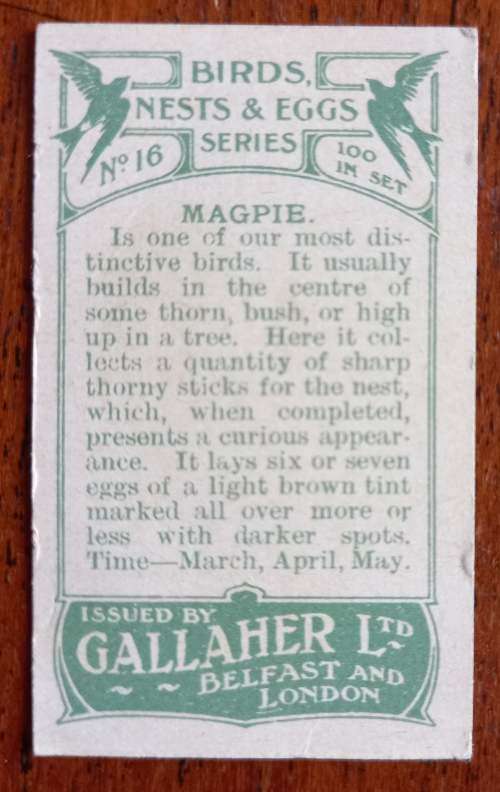 BIRDS,
NESTS & EGGS
SERIES
Nº 16
100
IN SET
MAGPIE.
Is one of our most dis-
tinctive birds. It usually
builds in the centre of
some thorn, bush, or high
up in a tree. Here it col-
lects a quantity of sharp
thorny sticks for the nest,
which, when completed,
presents a curious appear-
ance. It lays six or seven
eggs of a light brown tint
marked all over more or
less with darker spots.
Time—March, April, May.
ISSUED BY
GALLAHER LTD
BELFAST AND
LONDON